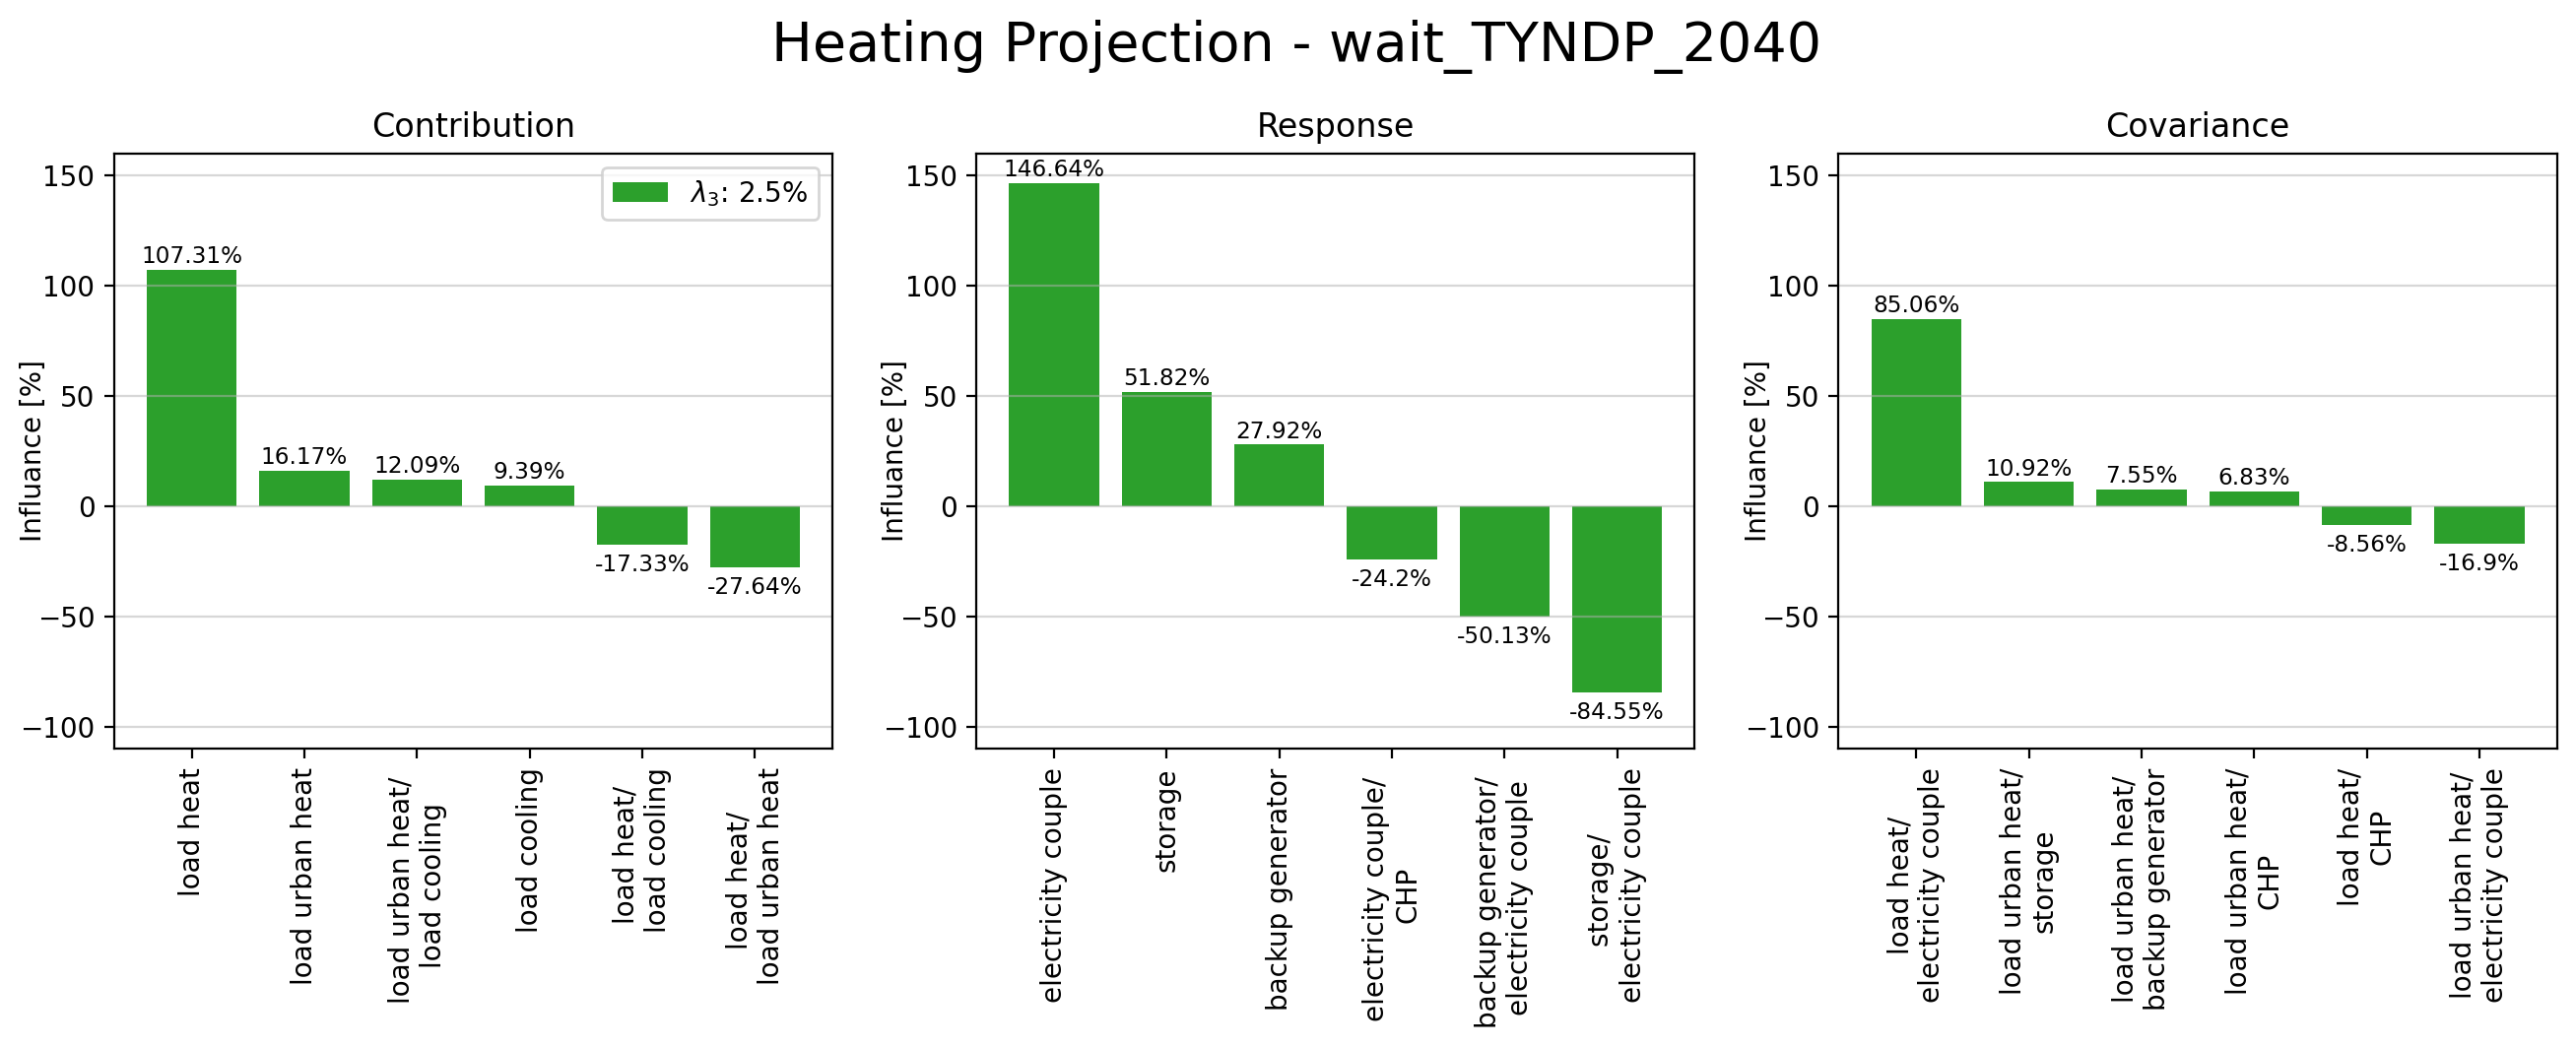 Heating Projection - wait_TYNDP_2040
Contribution
Influance [%]
150
100
50
0
−50
−100
λ3: 2.5%
107.31%
16.17%
12.09%
9.39%
-17.33%
-27.64%
load heat
load urban heat
load urban heat/
load cooling
load cooling
load heat/
load cooling
load heat/
load urban heat
Response
Influance [%]
150
100
50
0
−50
−100
146.64%
51.82%
27.92%
-24.2%
-50.13%
-84.55%
electricity couple
storage
backup generator
electricity couple/
CHP
backup generator/
electricity couple
storage/
electricity couple
Covariance
Influance [%]
150
100
50
0
−50
−100
85.06%
10.92%
7.55%
6.83%
-8.56%
-16.9%
load heat/
electricity couple
load urban heat/
storage
load urban heat/
backup generator
load urban heat/
CHP
load heat/
CHP
load urban heat/
electricity couple